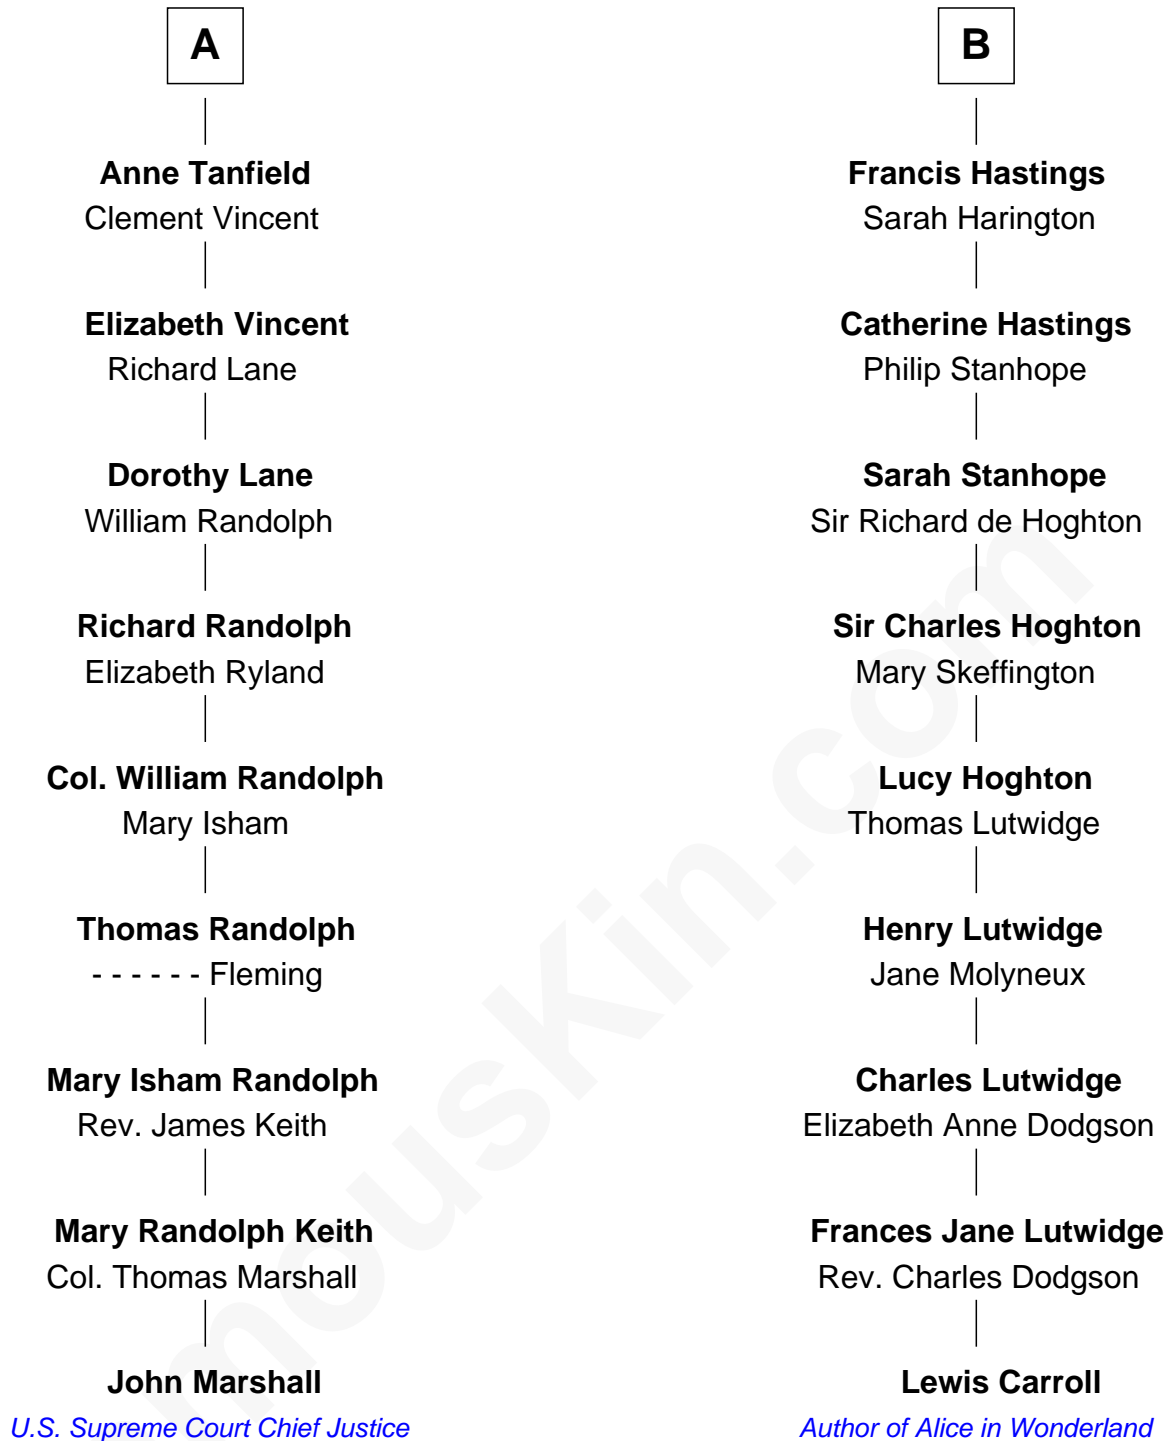 A
B
Anne Tanfield
Clement Vincent
Francis Hastings
Sarah Harington
Elizabeth Vincent
Richard Lane
Catherine Hastings
Philip Stanhope
Dorothy Lane
William Randolph
Sarah Stanhope
Sir Richard de Hoghton
Richard Randolph
Elizabeth Ryland
Sir Charles Hoghton
Mary Skeffington
Col. William Randolph
Mary Isham
Lucy Hoghton
Thomas Lutwidge
Thomas Randolph
- - - - - - Fleming
Henry Lutwidge
Jane Molyneux
Mary Isham Randolph
Rev. James Keith
Charles Lutwidge
Elizabeth Anne Dodgson
Mary Randolph Keith
Col. Thomas Marshall
Frances Jane Lutwidge
Rev. Charles Dodgson
John Marshall
U.S. Supreme Court Chief Justice
Lewis Carroll
Author of Alice in Wonderland
mousKin.com